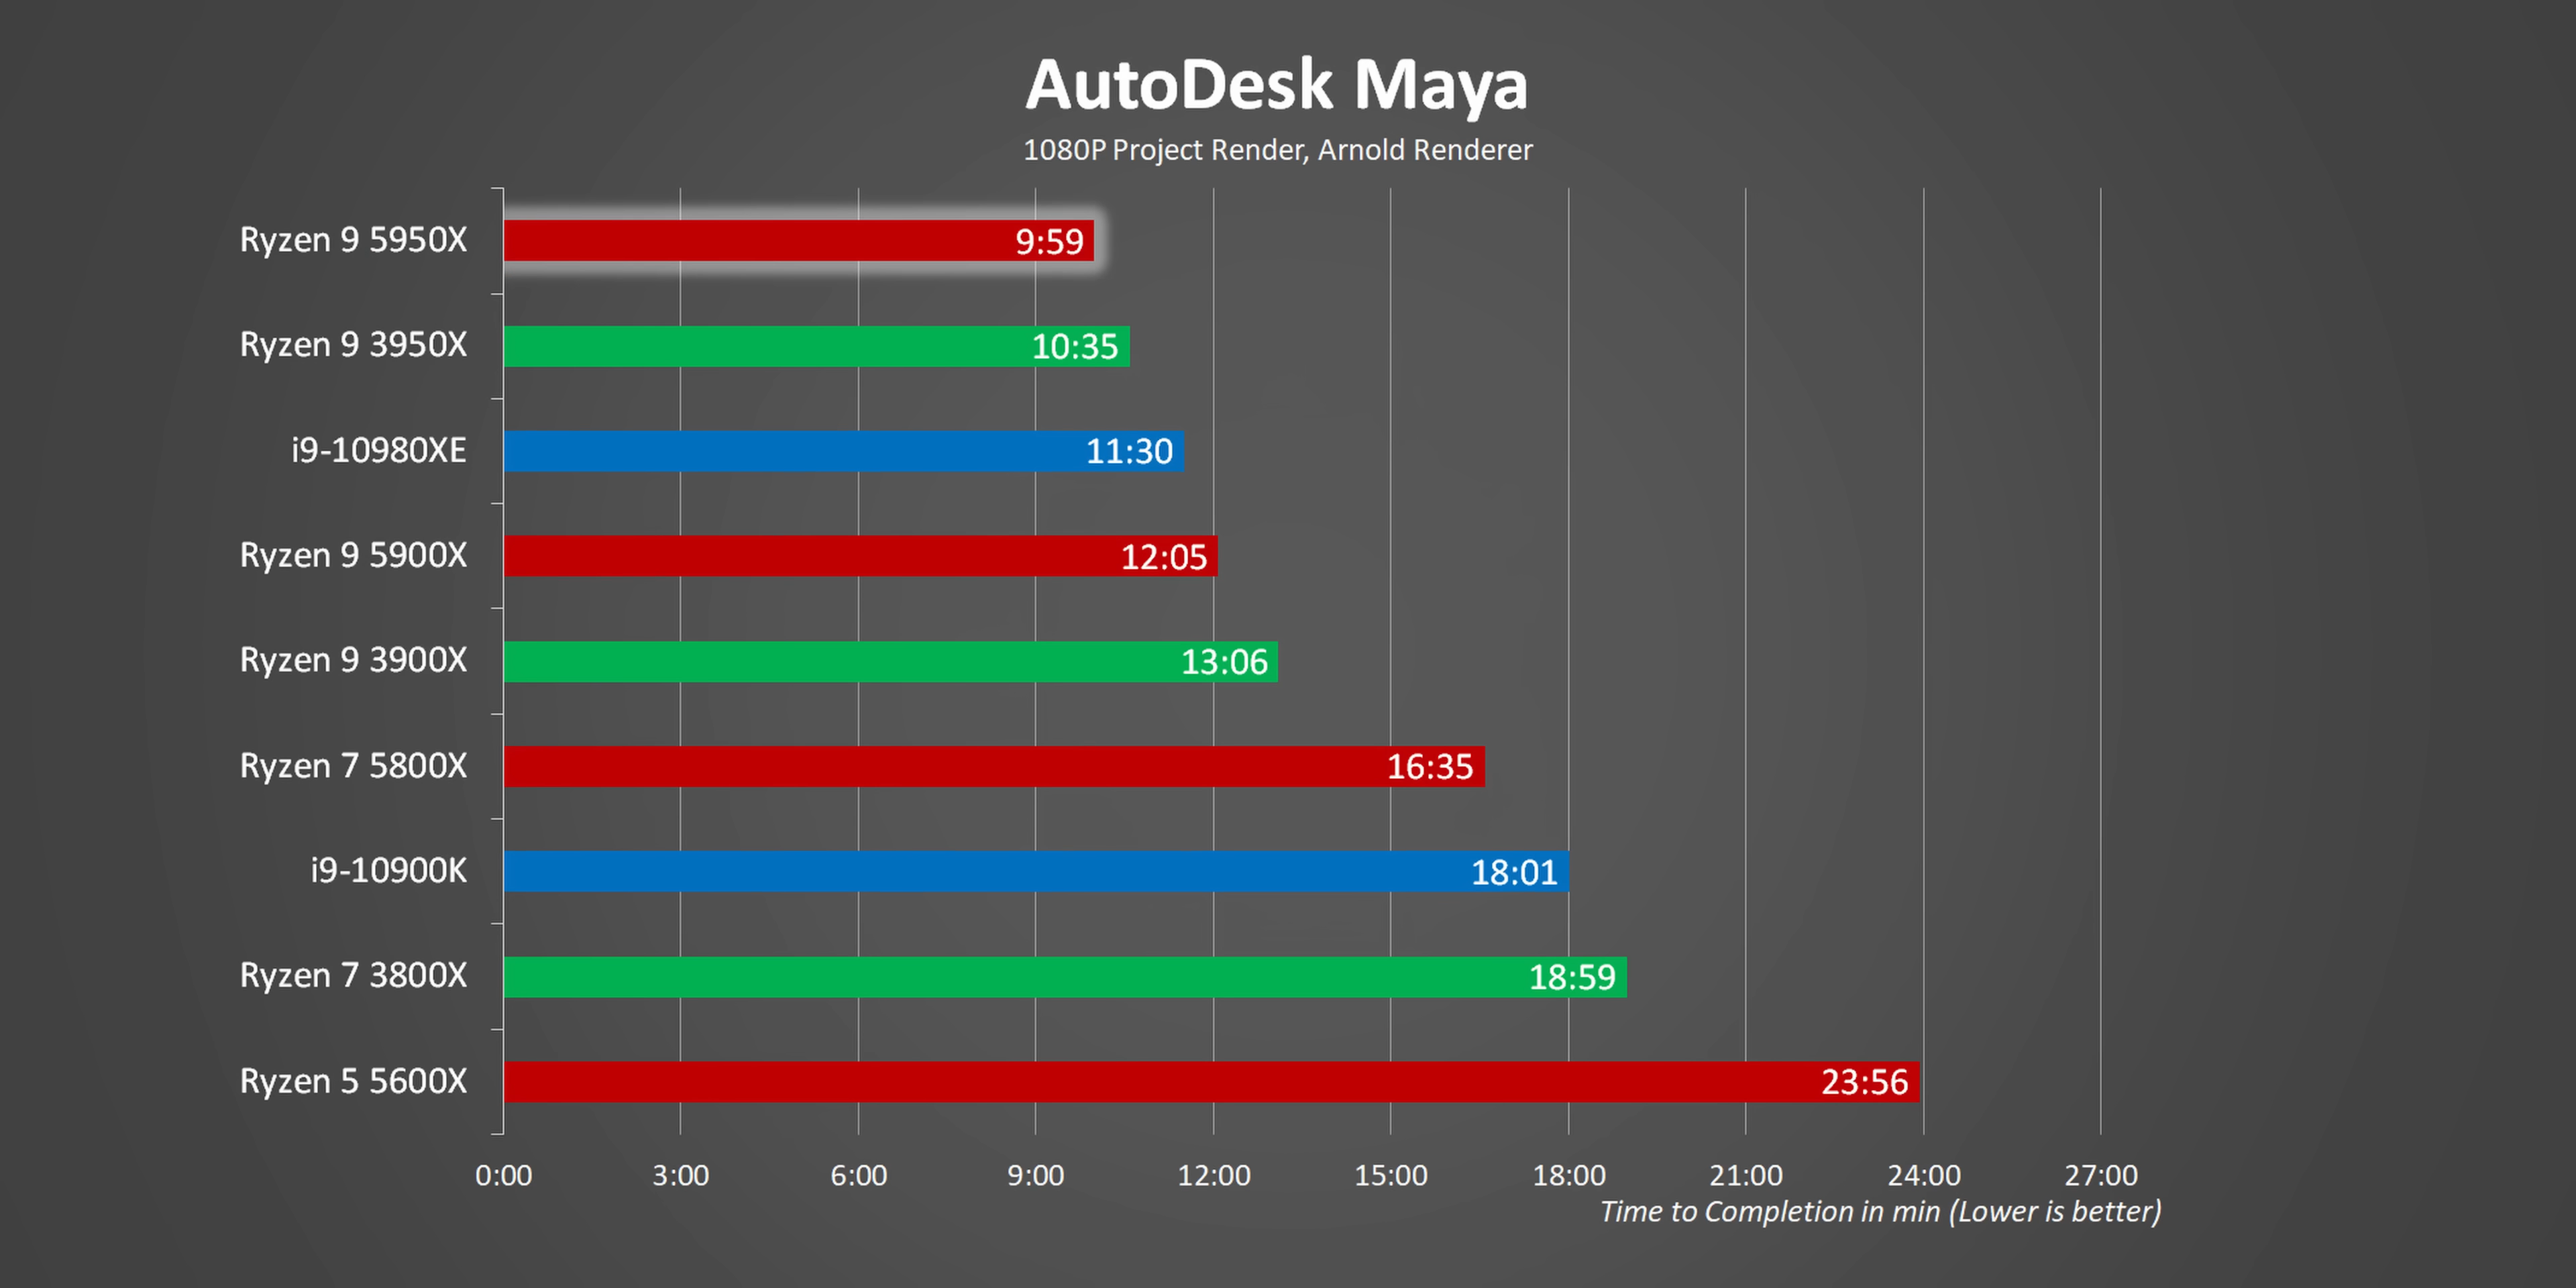 AutoDesk Maya
1080P Project Render, Arnold Renderer
Ryzen 9 5950X 9:59
Ryzen 9 3950X 10:35
i9-10980XE 11:30
Ryzen 9 5900X 12:05
Ryzen 9 3900X 13:06
Ryzen 7 5800X 16:35
i9-10900K 18:01
Ryzen 7 3800X 18:59
Ryzen 5 5600X 23:56
0:00 3:00 6:00 9:00 12:00 15:00 18:00 21:00 24:00 27:00
Time to Completion in min (Lower is better)